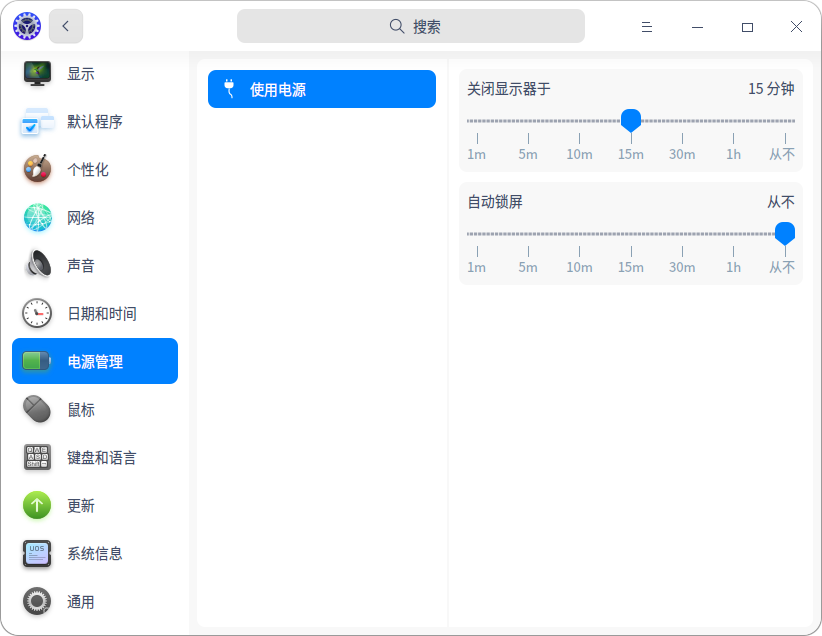 搜索
显示
默认程序
个性化
网络
声音
日期和时间
电源管理
鼠标
键盘和语言
更新
系统信息
通用
使用电源
关闭显示器于 15 分钟
1m 5m 10m 15m 30m 1h 从不
自动锁屏 从不
1m 5m 10m 15m 30m 1h 从不
UOS